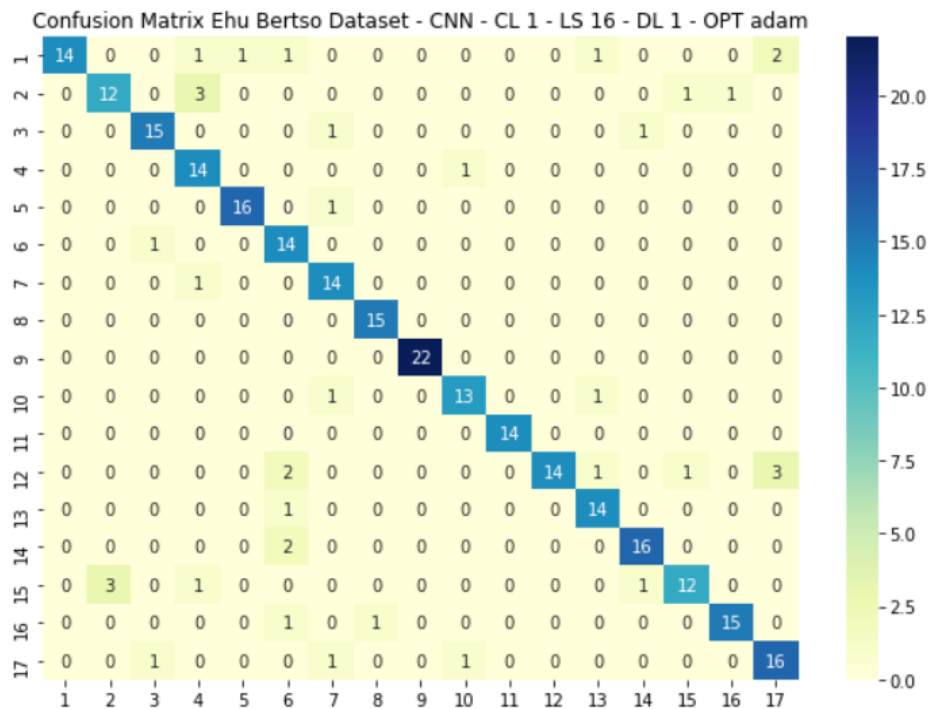 Confusion Matrix Ehu Bertso Dataset - CNN - CL 1 - LS 16 - DL 1 - OPT adam
1 14 0 0 1 1 1 0 0 0 0 0 0 1 0 0 0 2
2 0 12 0 3 0 0 0 0 0 0 0 0 0 0 1 1 0
3 0 0 15 0 0 0 1 0 0 0 0 0 0 1 0 0 0
4 0 0 0 14 0 0 0 0 0 1 0 0 0 0 0 0 0
5 0 0 0 0 16 0 1 0 0 0 0 0 0 0 0 0 0
6 0 0 1 0 0 14 0 0 0 0 0 0 0 0 0 0 0
7 0 0 0 1 0 0 14 0 0 0 0 0 0 0 0 0 0
8 0 0 0 0 0 0 0 15 0 0 0 0 0 0 0 0 0
9 0 0 0 0 0 0 0 0 22 0 0 0 0 0 0 0 0
10 0 0 0 0 0 0 1 0 0 13 0 0 1 0 0 0 0
11 0 0 0 0 0 0 0 0 0 0 14 0 0 0 0 0 0
12 0 0 0 0 0 2 0 0 0 0 0 14 1 0 1 0 3
13 0 0 0 0 0 1 0 0 0 0 0 0 14 0 0 0 0
14 0 0 0 0 0 2 0 0 0 0 0 0 0 16 0 0 0
15 0 3 0 1 0 0 0 0 0 0 0 0 0 1 12 0 0
16 0 0 0 0 0 1 0 1 0 0 0 0 0 0 0 15 0
17 0 0 1 0 0 0 1 0 0 1 0 0 0 0 0 0 16
1 2 3 4 5 6 7 8 9 10 11 12 13 14 15 16 17
20.0
17.5
15.0
12.5
10.0
7.5
5.0
2.5
0.0